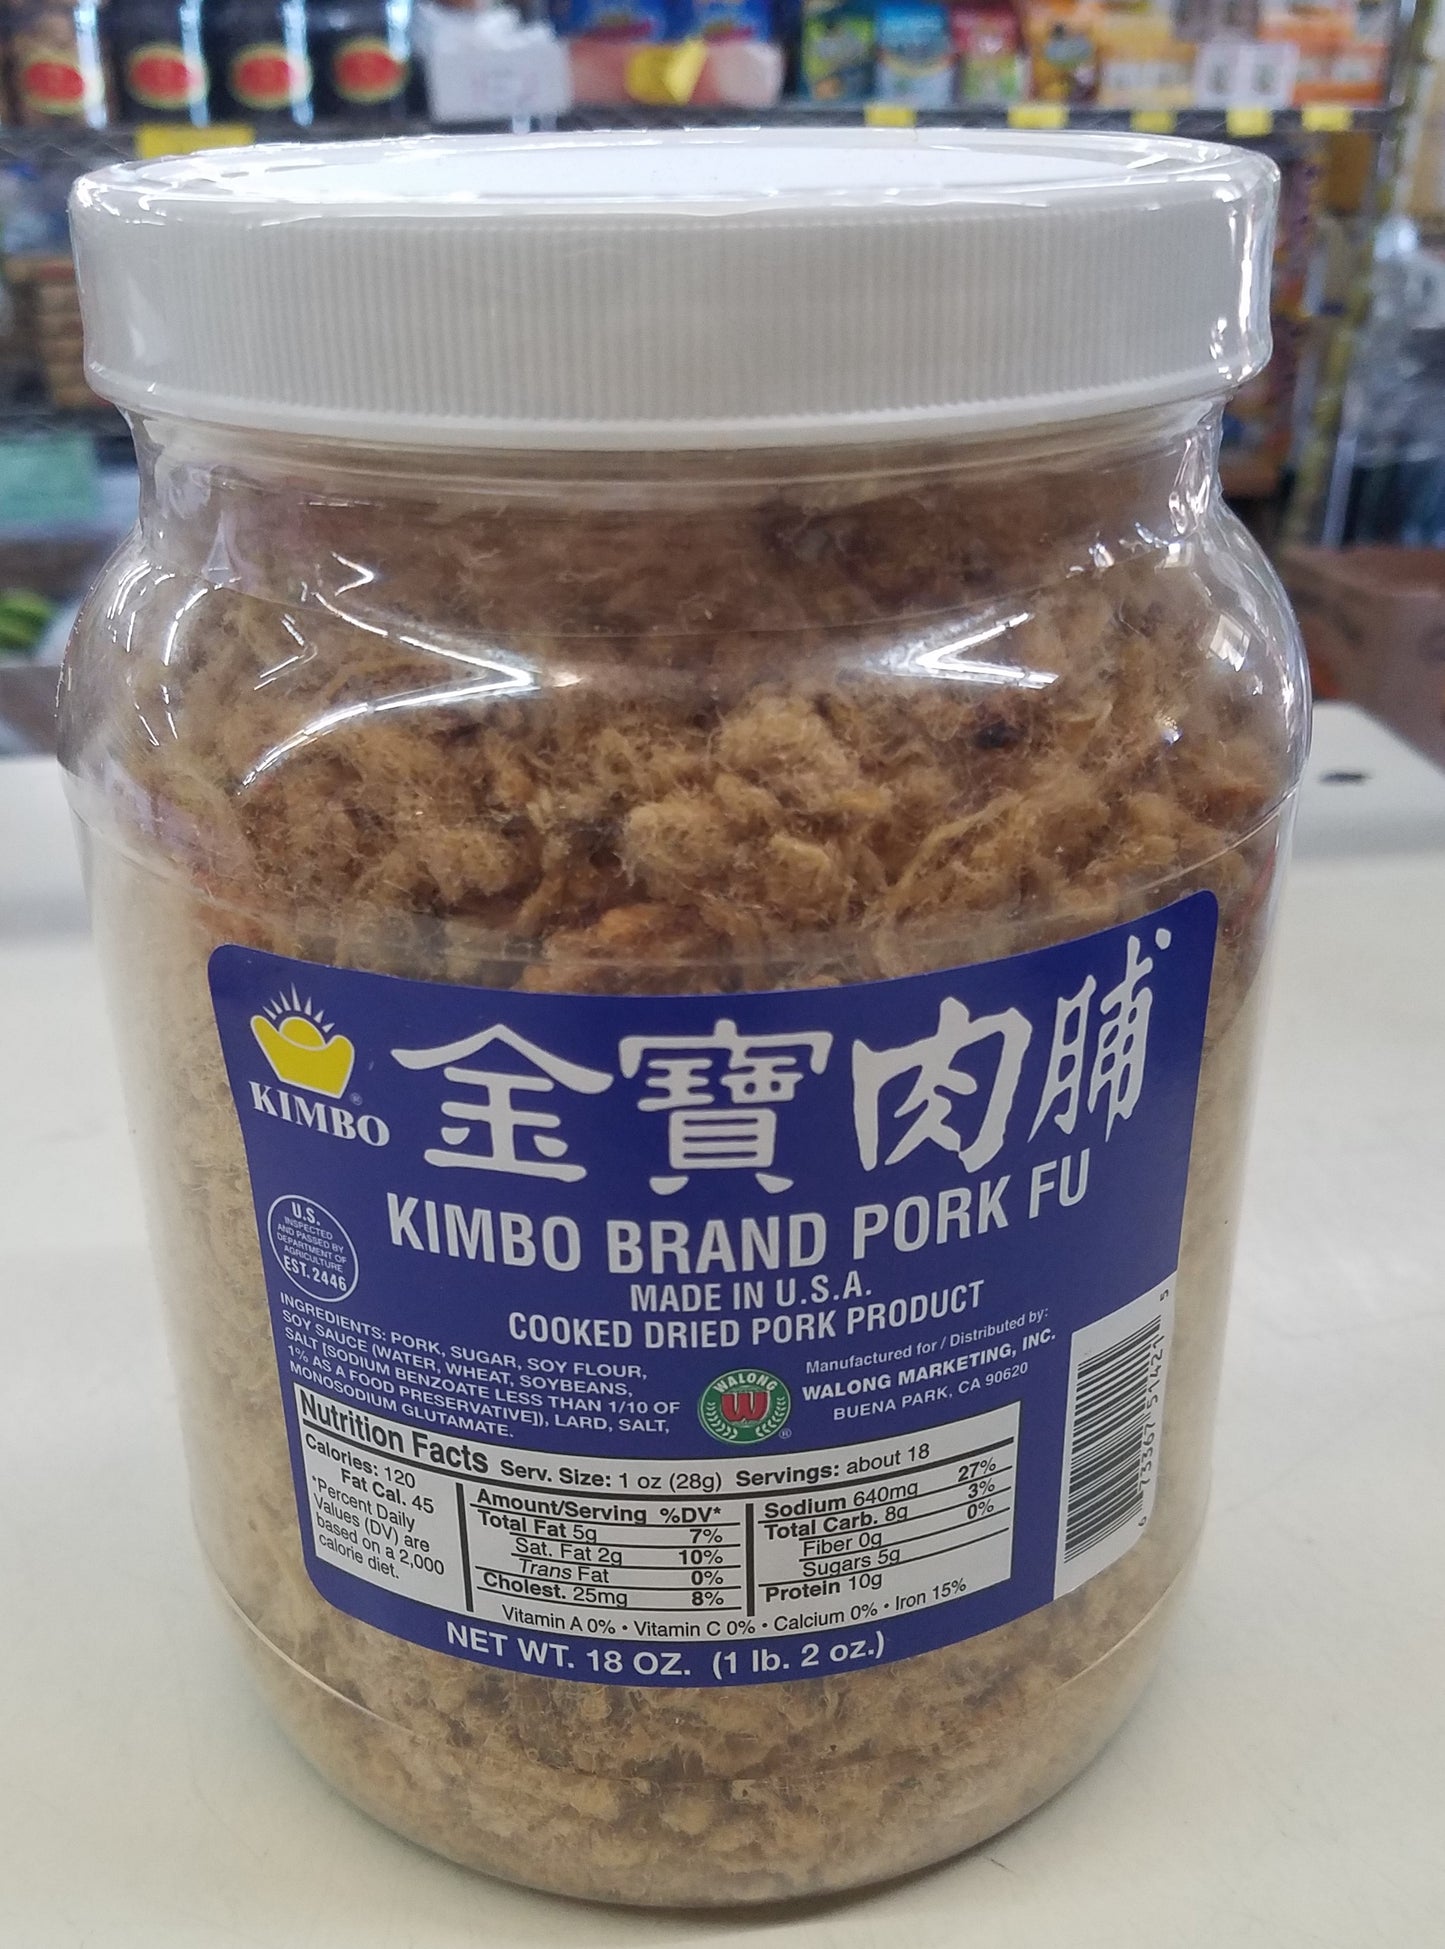 KIMBO®
金寶肉脯
KIMBO BRAND PORK FU
MADE IN U.S.A.
COOKED DRIED PORK PRODUCT
U.S.
INSPECTED
AND PASSED BY
DEPARTMENT OF
AGRICULTURE
EST. 2446
INGREDIENTS: PORK, SUGAR, SOY FLOUR,
SOY SAUCE (WATER, WHEAT, SOYBEANS,
SALT [SODIUM BENZOATE LESS THAN 1/10 OF
1% AS A FOOD PRESERVATIVE]), LARD, SALT,
MONOSODIUM GLUTAMATE.
WALONG
W
®
Manufactured for / Distributed by:
WALONG MARKETING, INC.
BUENA PARK, CA 90620
Nutrition Facts Serv. Size: 1 oz (28g) Servings: about 18
Calories: 120
Fat Cal. 45
*Percent Daily
Values (DV) are
based on a 2,000
calorie diet.
Amount/Serving %DV*
Total Fat 5g 7%
Sat. Fat 2g 10%
Trans Fat 0%
Cholest. 25mg 8%
Sodium 640mg 27%
Total Carb. 8g 3%
Fiber 0g 0%
Sugars 5g
Protein 10g
Vitamin A 0% • Vitamin C 0% • Calcium 0% • Iron 15%
NET WT. 18 OZ. (1 lb. 2 oz.)
6 73367 51421 5